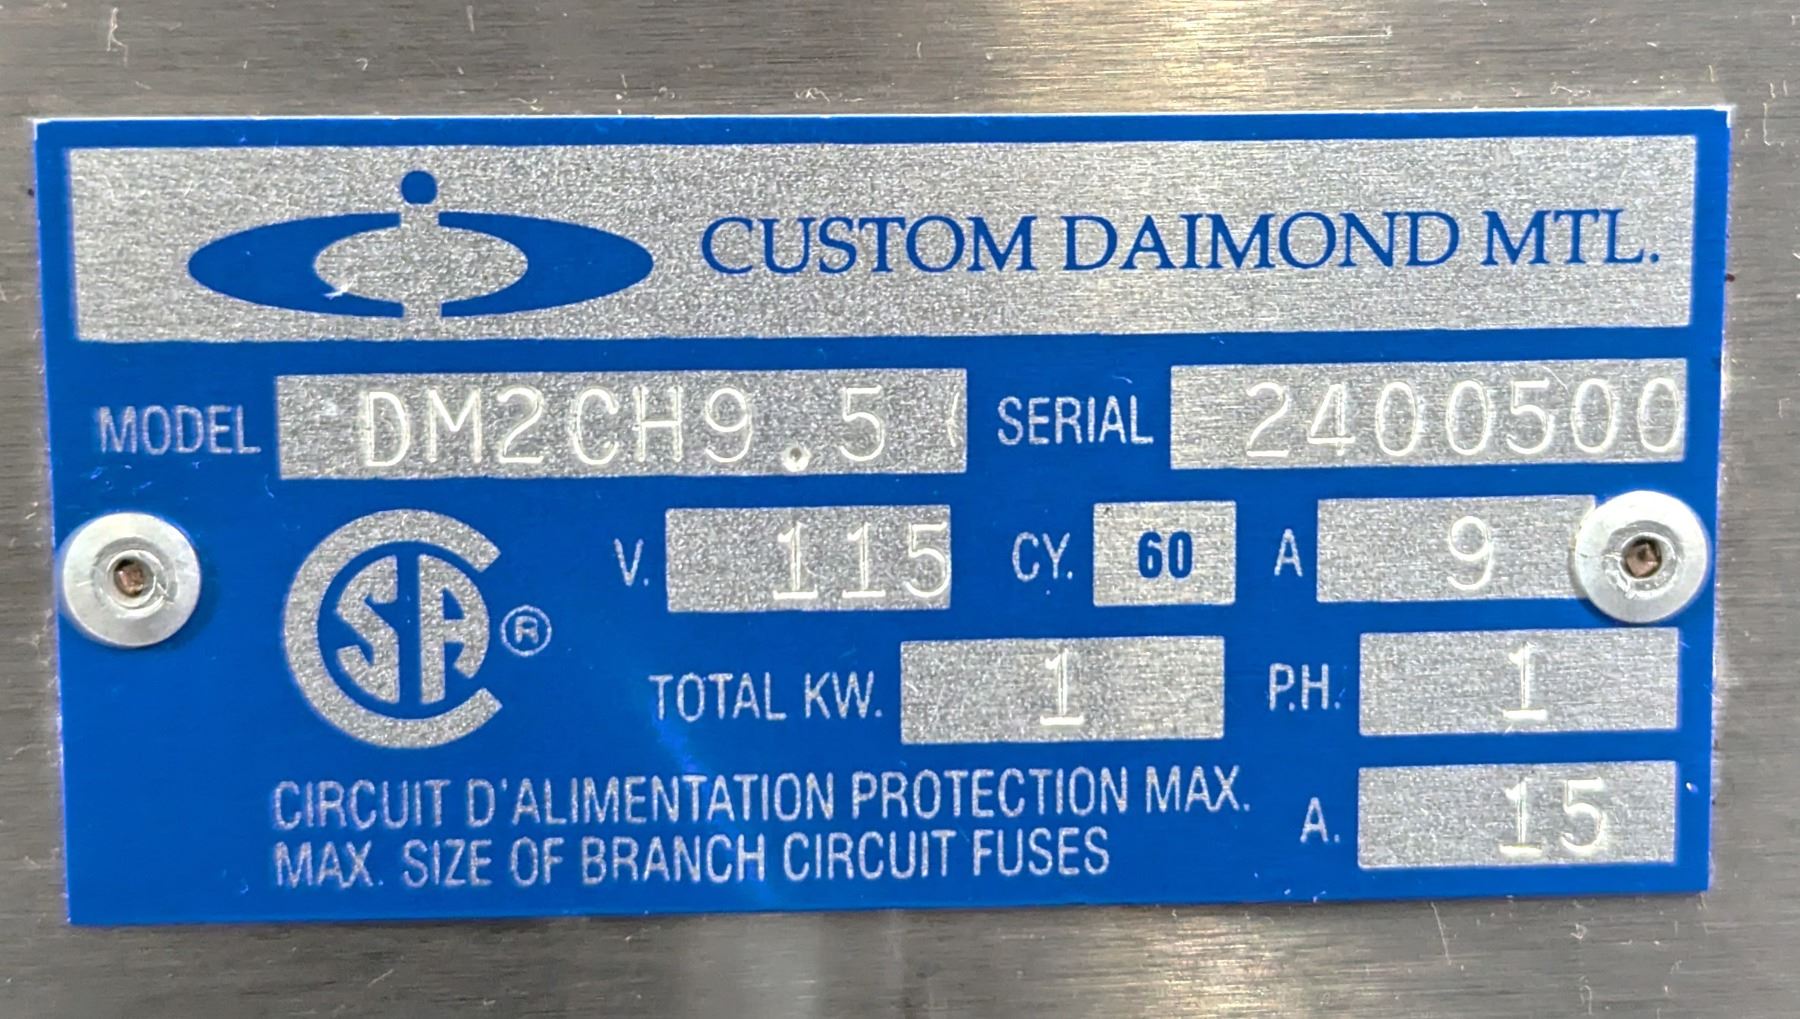 CUSTOM DAIMOND MTL.
MODEL DM2CH9.5 SERIAL 2400500
CSA ® V. 115 CY. 60 A 9
TOTAL KW. 1 P.H. 1
CIRCUIT D'ALIMENTATION PROTECTION MAX.
MAX. SIZE OF BRANCH CIRCUIT FUSES A. 15